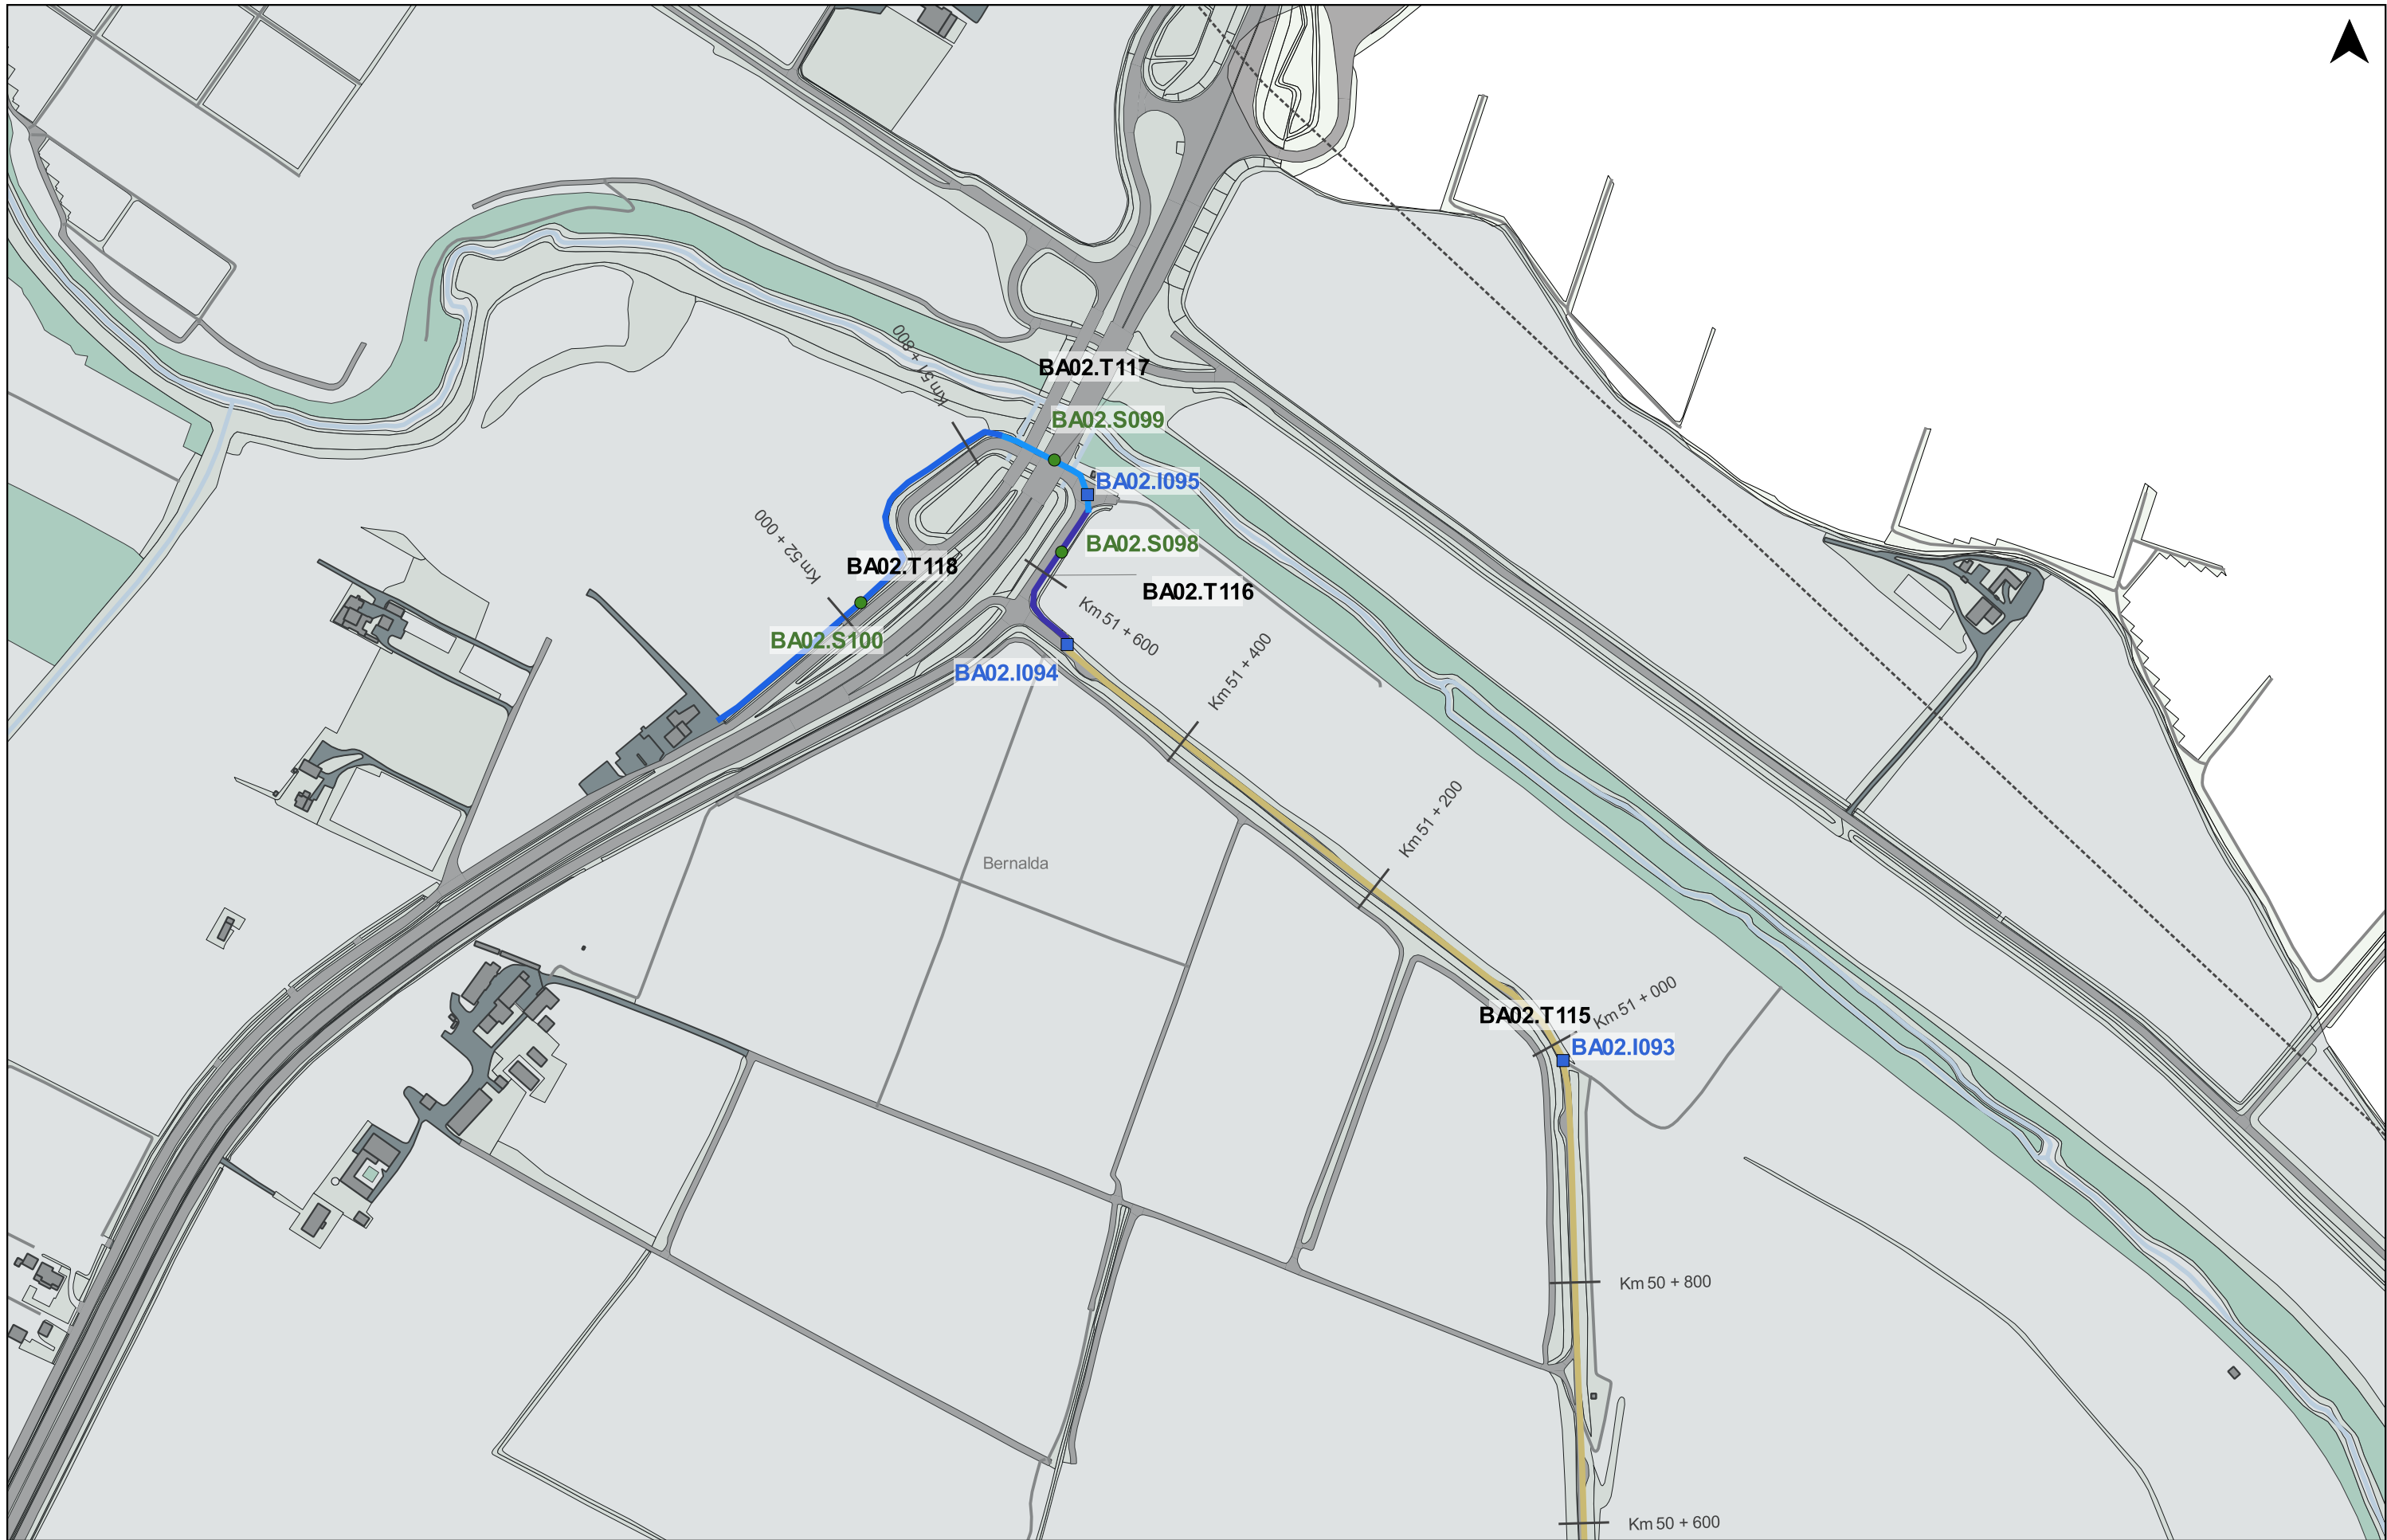 Km 51 + 800
BA02.T117
BA02.S099
BA02.I095
Km 52 + 000
BA02.S098
BA02.T118
BA02.T116
Km 51 + 600
BA02.S100
Km 51 + 400
BA02.I094
Km 51 + 200
Bernalda
Km 51 + 000
BA02.T115
BA02.I093
Km 50 + 800
Km 50 + 600